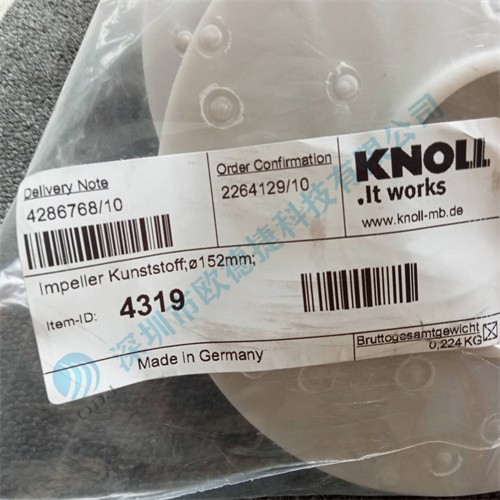 Delivery Note
4286768/10
Order Confirmation
2264129/10
KNOLL
.It works
www.knoll-mb.de
Impeller Kunststoff;ø152mm;
Item-ID: 4319
Made In Germany
Bruttogesamtgewicht
0,224 KG
深圳市欧德捷科技有限公司